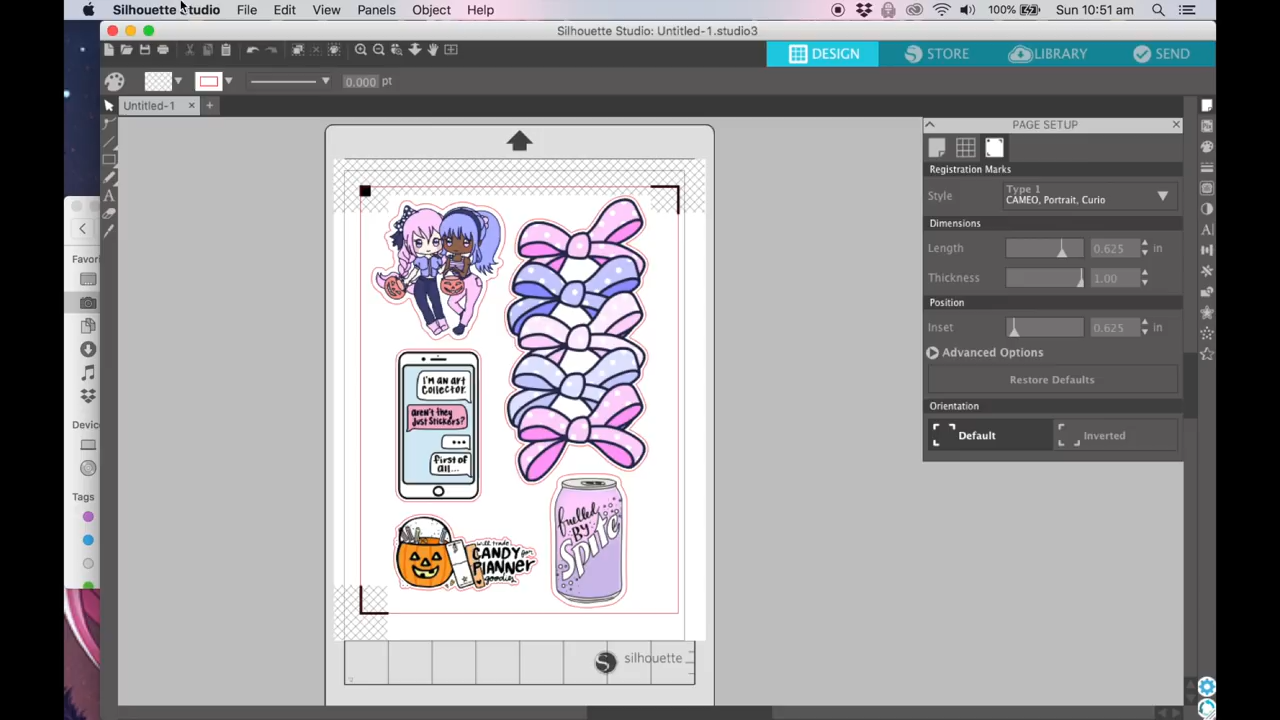 Silhouette Studio File Edit View Panels Object Help 100% Sun 10:51 am
Silhouette Studio: Untitled-1.studio3
DESIGN STORE LIBRARY SEND
0.000 pt
Untitled-1 × +
PAGE SETUP
Registration Marks
Style Type 1
CAMEO, Portrait, Curio
Dimensions
Length 0.625 in
Thickness 1.00
Position
Inset 0.625 in
Advanced Options
Restore Defaults
Orientation
Default Inverted
Favori
Device
Tags
I'm an art
Collector.
aren't they
Just Stickers?
...
first of
all...
fuelled
By
Sprite
will trade
CANDY for
PLANNER
goodies
silhouette